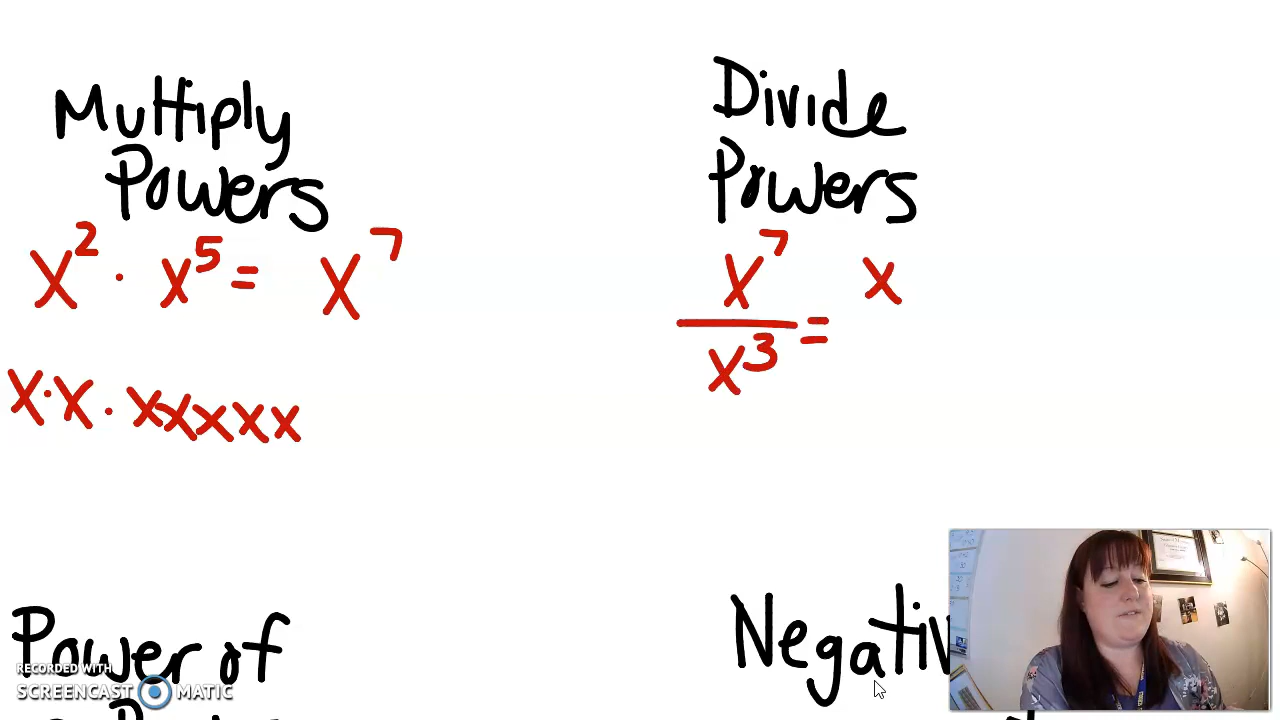 Multiply
Powers
x² · x⁵ = x⁷
x·x · xxxxx
Divide
Powers
x⁷
x³
= x
Power of
Negativ
RECORDED WITH
SCREENCAST MATIC